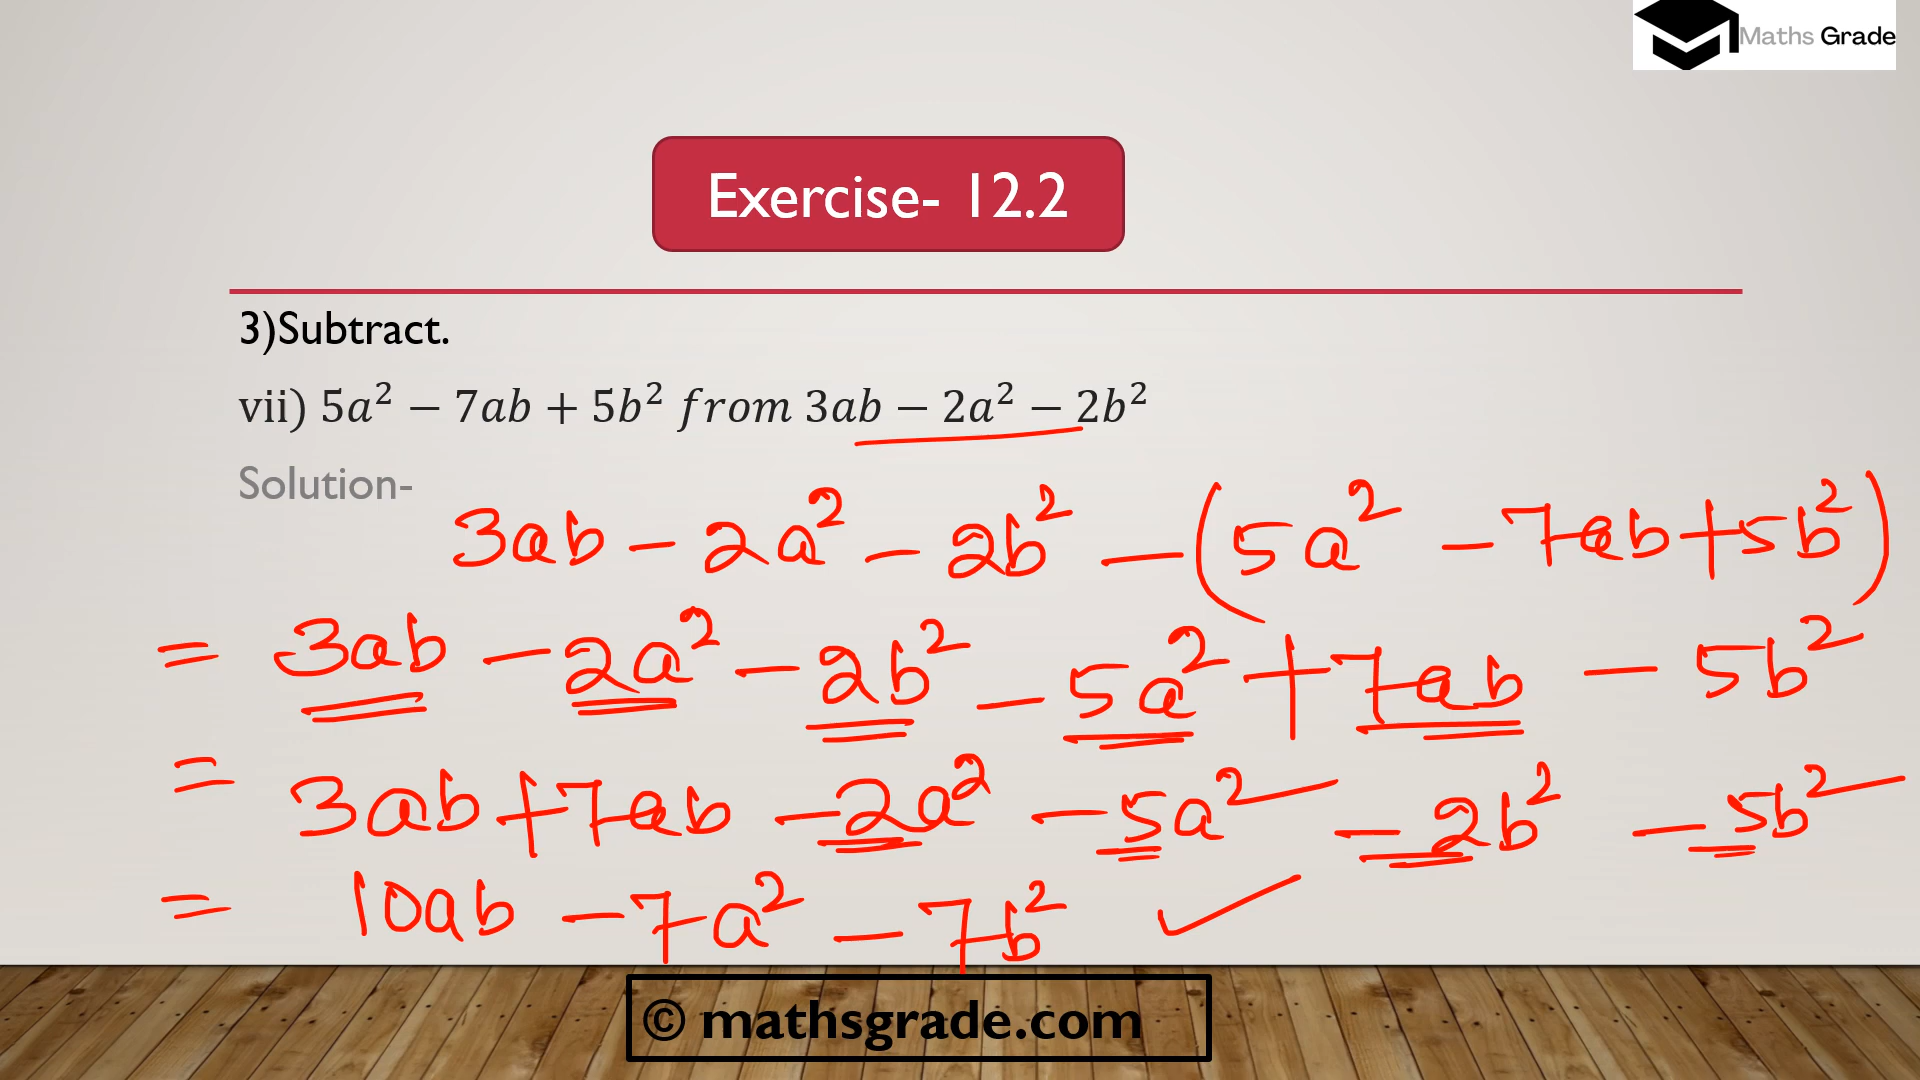 Maths Grade
Exercise- 12.2
3)Subtract.
vii) 5a² − 7ab + 5b² from 3ab − 2a² − 2b²
Solution-
3ab − 2a² − 2b² − (5a² − 7ab + 5b²)
= 3ab − 2a² − 2b² − 5a² + 7ab − 5b²
= 3ab + 7ab − 2a² − 5a² − 2b² − 5b²
= 10ab − 7a² − 7b² ✓
© mathsgrade.com